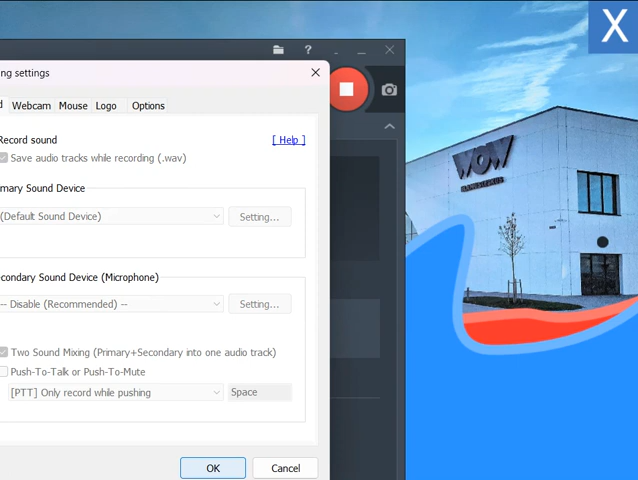 X
?
ng settings
Webcam Mouse Logo Options
Record sound
[ Help ]
Save audio tracks while recording (.wav)
mary Sound Device
(Default Sound Device)
Setting...
condary Sound Device (Microphone)
-- Disable (Recommended) --
Setting...
Two Sound Mixing (Primary+Secondary into one audio track)
Push-To-Talk or Push-To-Mute
[PTT] Only record while pushing
Space
OK
Cancel
WOW